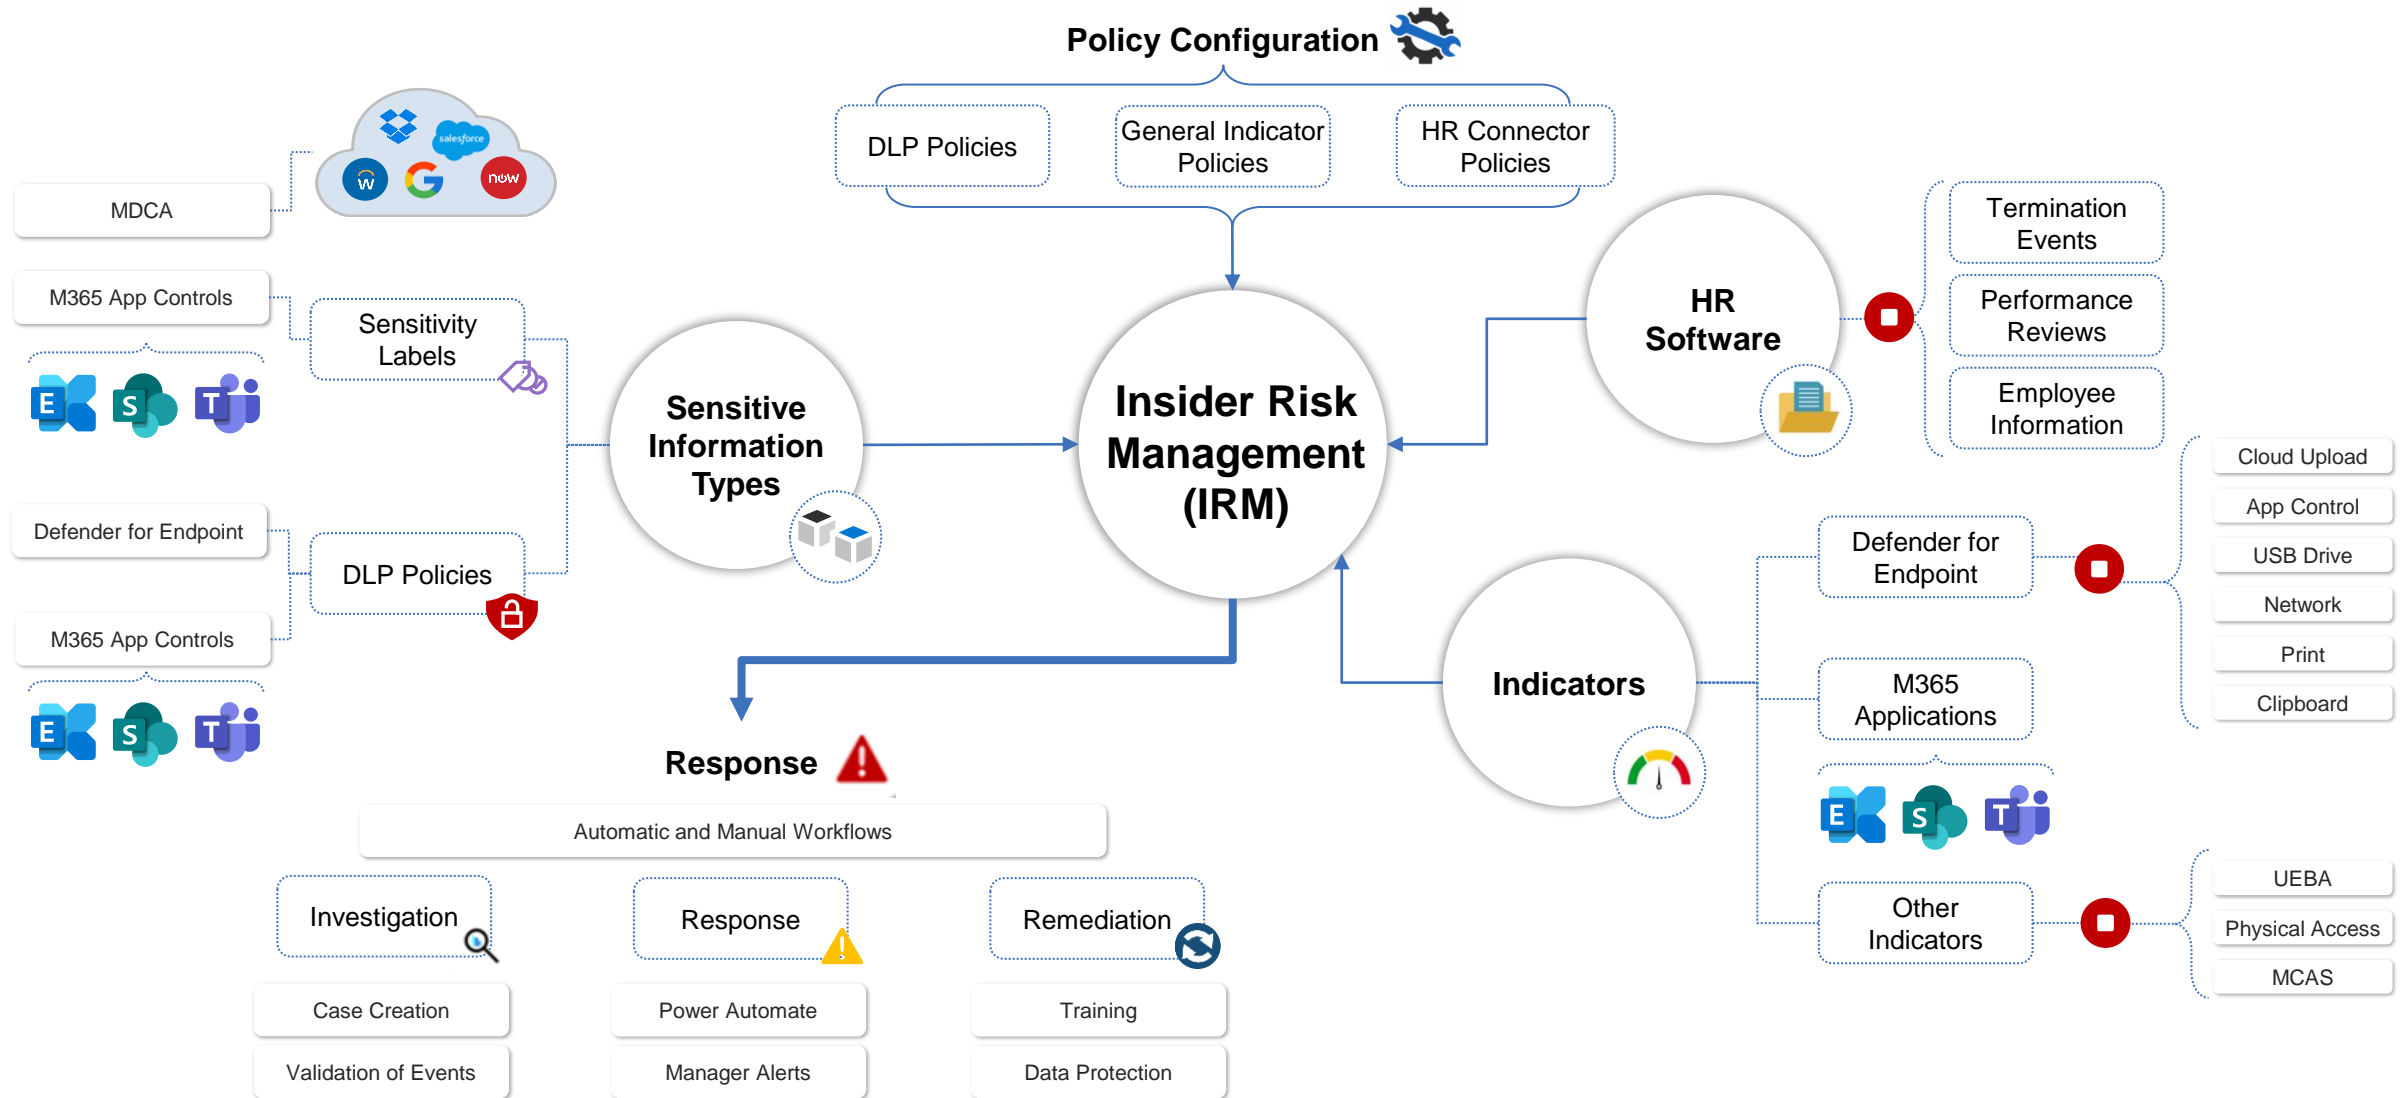 Policy Configuration
DLP Policies
General Indicator
Policies
HR Connector
Policies
salesforce
W
G
now
MDCA
M365 App Controls
E
S
T
Sensitivity
Labels
Defender for Endpoint
DLP Policies
M365 App Controls
E
S
T
Sensitive
Information
Types
Insider Risk
Management
(IRM)
HR
Software
Termination
Events
Performance
Reviews
Employee
Information
Indicators
Defender for
Endpoint
Cloud Upload
App Control
USB Drive
Network
Print
Clipboard
M365
Applications
E
S
T
Other
Indicators
UEBA
Physical Access
MCAS
Response
Automatic and Manual Workflows
Investigation
Case Creation
Validation of Events
Response
Power Automate
Manager Alerts
Remediation
Training
Data Protection